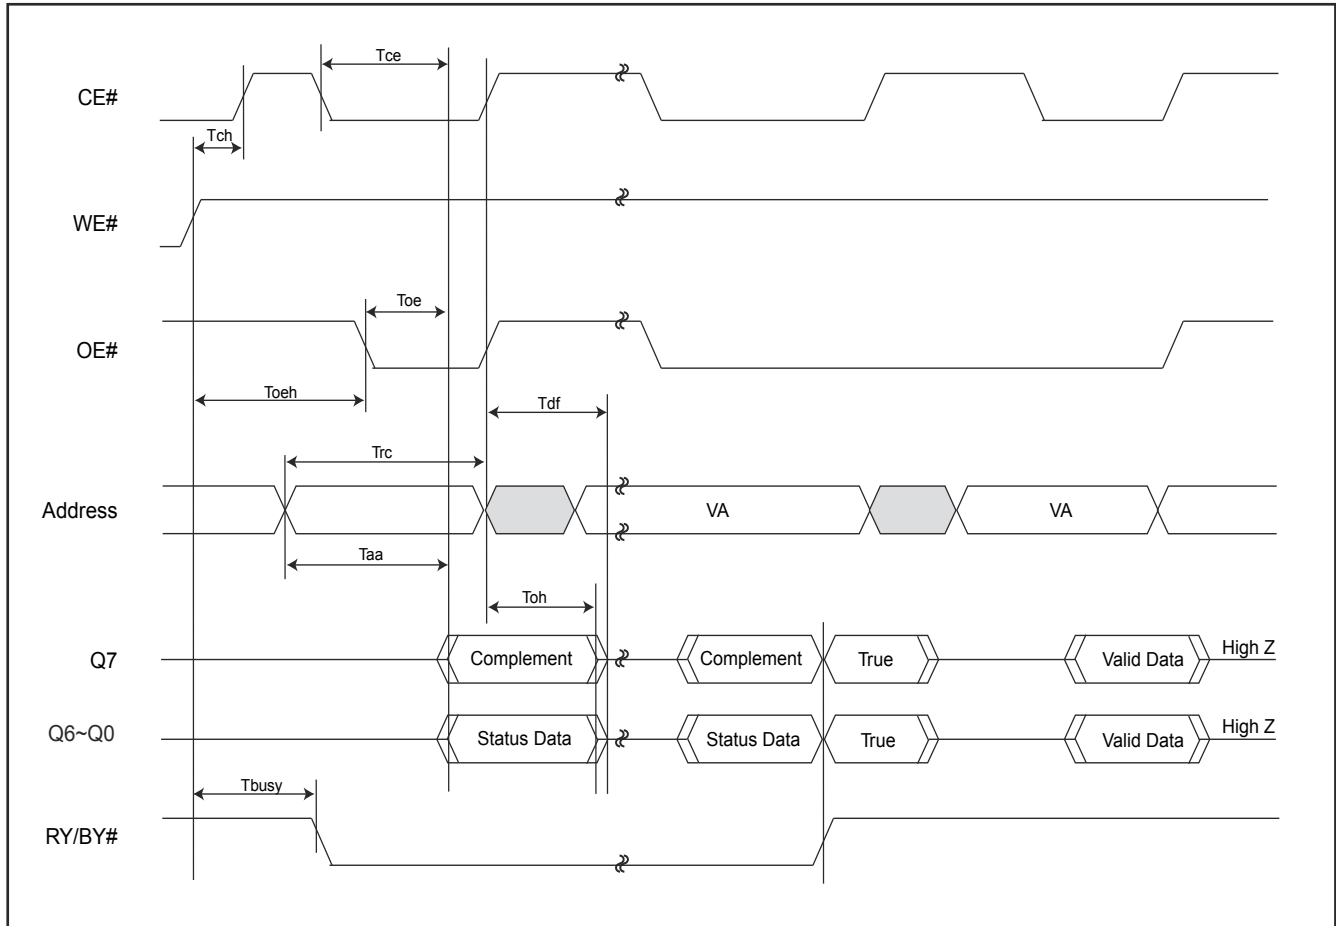 Tce
CE#
Tch
WE#
Toe
OE#
Toeh
Tdf
Trc
Address
VA
VA
Taa
Toh
Q7
Complement
Complement
True
Valid Data
High Z
Q6~Q0
Status Data
Status Data
True
Valid Data
High Z
Tbusy
RY/BY#